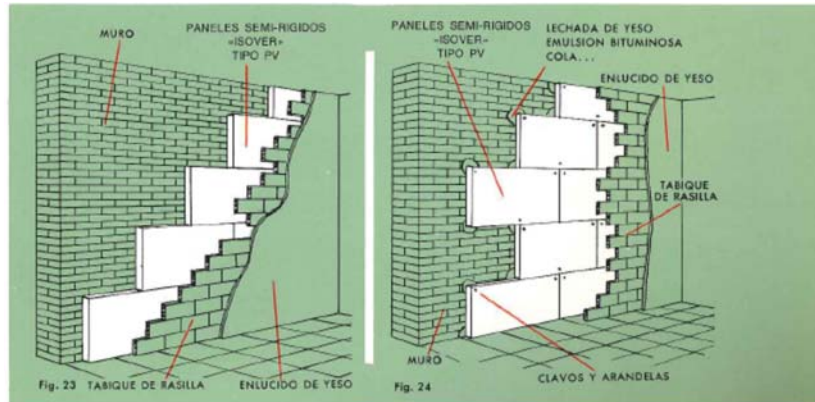 MURO
PANELES SEMI-RIGIDOS
«ISOVER»
TIPO PV
Fig. 23
TABIQUE DE RASILLA
ENLUCIDO DE YESO
PANELES SEMI-RIGIDOS
«ISOVER»
TIPO PV
LECHADA DE YESO
EMULSION BITUMINOSA
COLA...
ENLUCIDO DE YESO
TABIQUE
DE RASILLA
MURO
Fig. 24
CLAVOS Y ARANDELAS